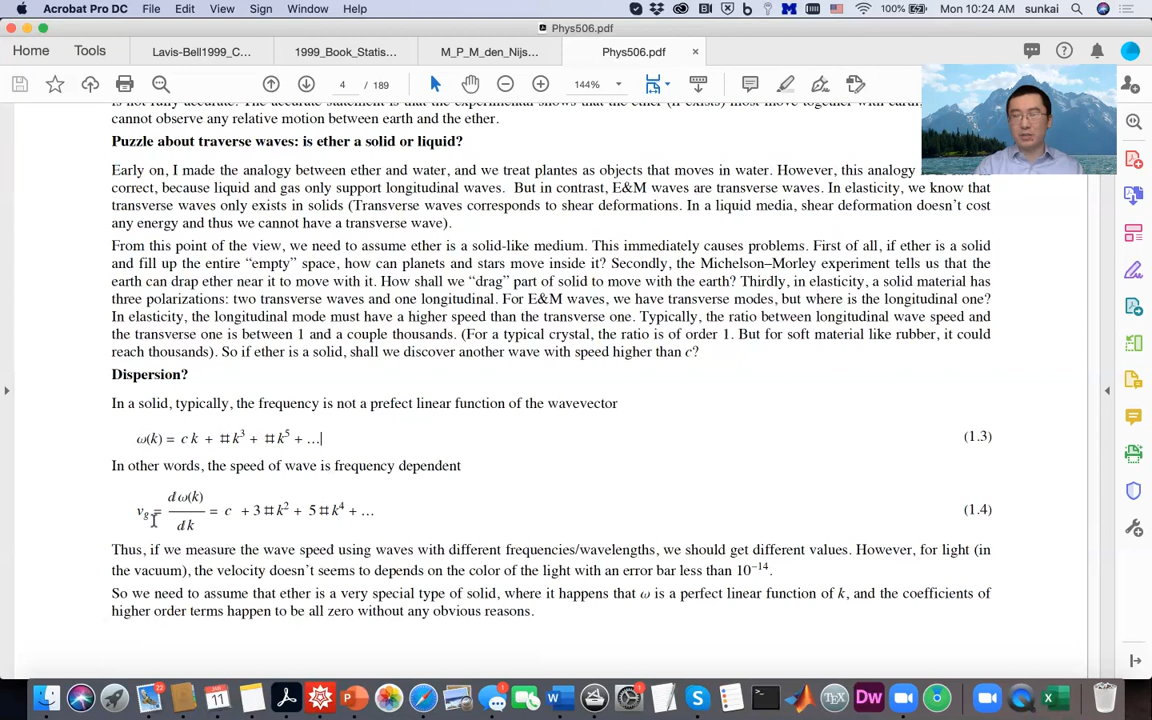 Acrobat Pro DC File Edit View Sign Window Help 100% Mon 10:24 AM sunkai
Phys506.pdf
Home Tools Lavis-Bell1999_C... 1999_Book_Statis... M_P_M_den_Nijs... Phys506.pdf ×
4 / 189 144%
cannot observe any relative motion between earth and the ether.
Puzzle about traverse waves: is ether a solid or liquid?
Early on, I made the analogy between ether and water, and we treat plantes as objects that moves in water. However, this analogy
correct, because liquid and gas only support longitudinal waves. But in contrast, E&M waves are transverse waves. In elasticity, we know that
transverse waves only exists in solids (Transverse waves corresponds to shear deformations. In a liquid media, shear deformation doesn't cost
any energy and thus we cannot have a transverse wave).
From this point of the view, we need to assume ether is a solid-like medium. This immediately causes problems. First of all, if ether is a solid
and fill up the entire “empty” space, how can planets and stars move inside it? Secondly, the Michelson–Morley experiment tells us that the
earth can drap ether near it to move with it. How shall we “drag” part of solid to move with the earth? Thirdly, in elasticity, a solid material has
three polarizations: two transverse waves and one longitudinal. For E&M waves, we have transverse modes, but where is the longitudinal one?
In elasticity, the longitudinal mode must have a higher speed than the transverse one. Typically, the ratio between longitudinal wave speed and
the transverse one is between 1 and a couple thousands. (For a typical crystal, the ratio is of order 1. But for soft material like rubber, it could
reach thousands). So if ether is a solid, shall we discover another wave with speed higher than c?
Dispersion?
In a solid, typically, the frequency is not a prefect linear function of the wavevector
ω(k) = c k + # k³ + # k⁵ + ... (1.3)
In other words, the speed of wave is frequency dependent
v_g = dω(k)/dk = c + 3 # k² + 5 # k⁴ + ... (1.4)
Thus, if we measure the wave speed using waves with different frequencies/wavelengths, we should get different values. However, for light (in
the vacuum), the velocity doesn't seems to depends on the color of the light with an error bar less than 10⁻¹⁴.
So we need to assume that ether is a very special type of solid, where it happens that ω is a perfect linear function of k, and the coefficients of
higher order terms happen to be all zero without any obvious reasons.